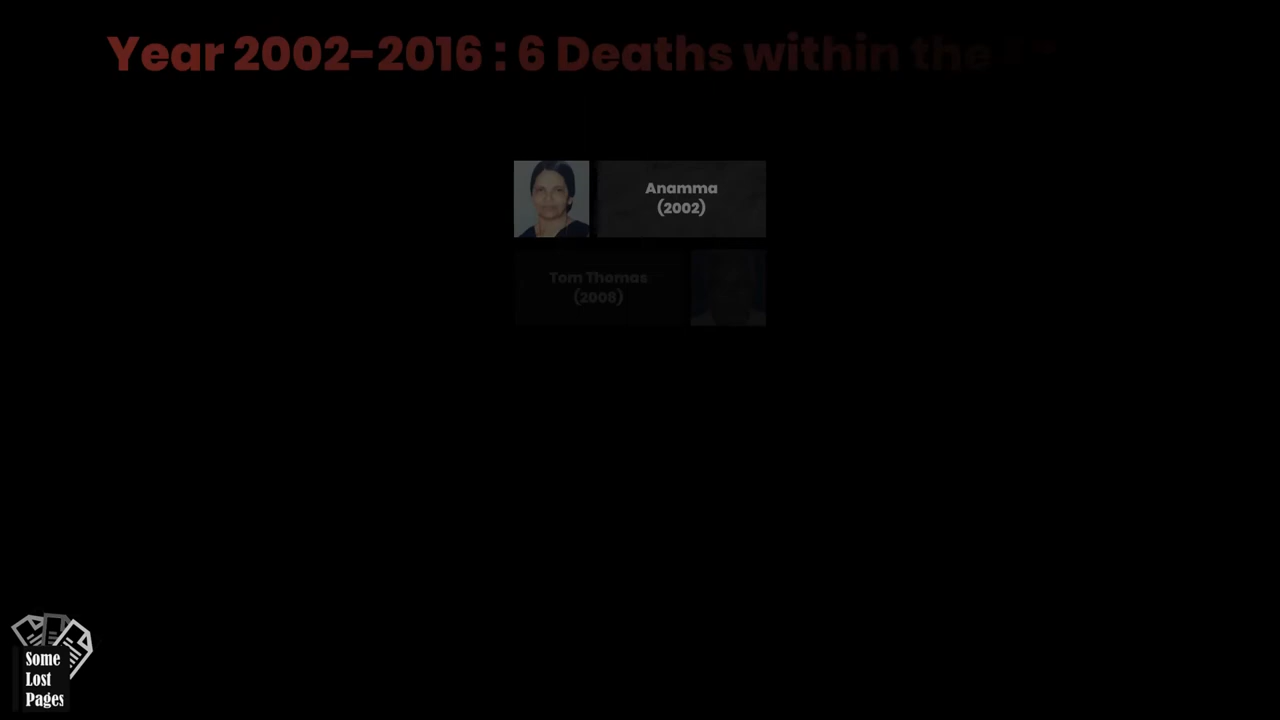 Year 2002-2016 : 6 Deaths within the
Anamma
(2002)
Tom Thomas
(2008)
Some
Lost
Pages